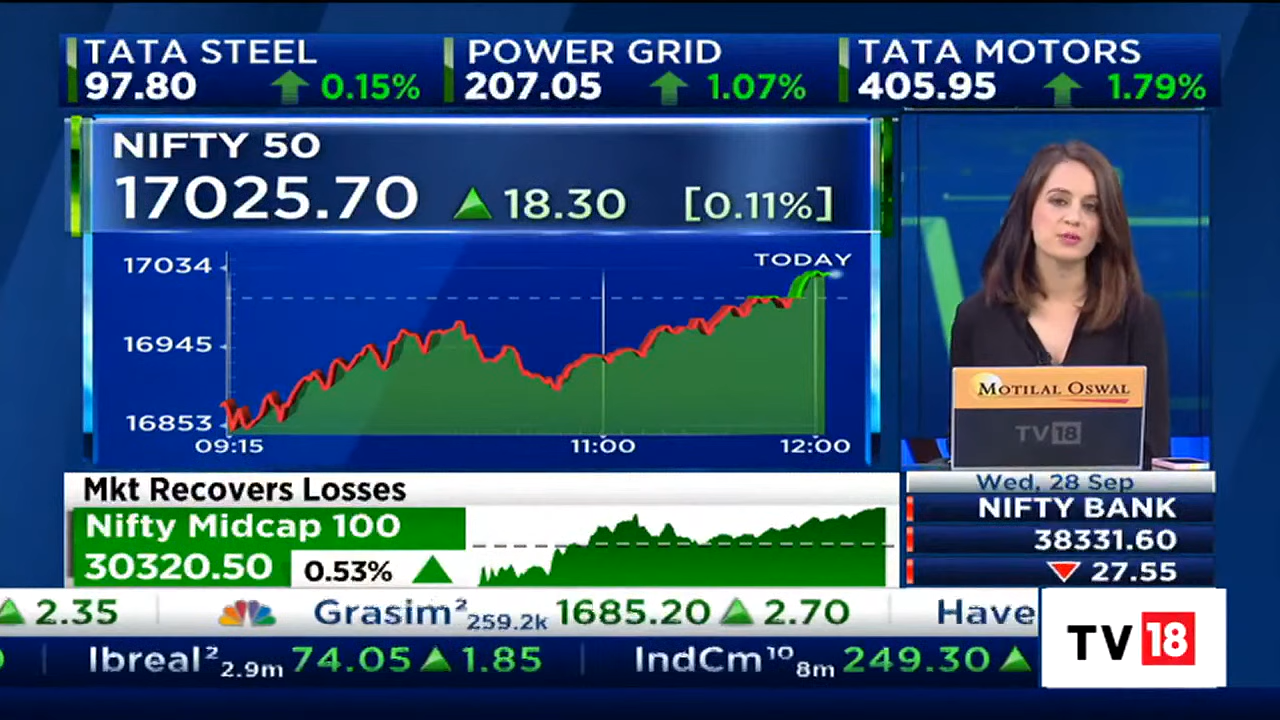 TATA STEEL
97.80 0.15%
POWER GRID
207.05 1.07%
TATA MOTORS
405.95 1.79%
NIFTY 50
17025.70 18.30 [0.11%]
TODAY
17034
16945
16853
09:15 11:00 12:00
MOTILAL OSWAL
TV18
Wed, 28 Sep
NIFTY BANK
38331.60
27.55
Mkt Recovers Losses
Nifty Midcap 100
30320.50 0.53%
2.35 Grasim² 259.2k 1685.20 2.70 Have
Ibreal² 2.9m 74.05 1.85 IndCm¹⁰ 8m 249.30
TV18